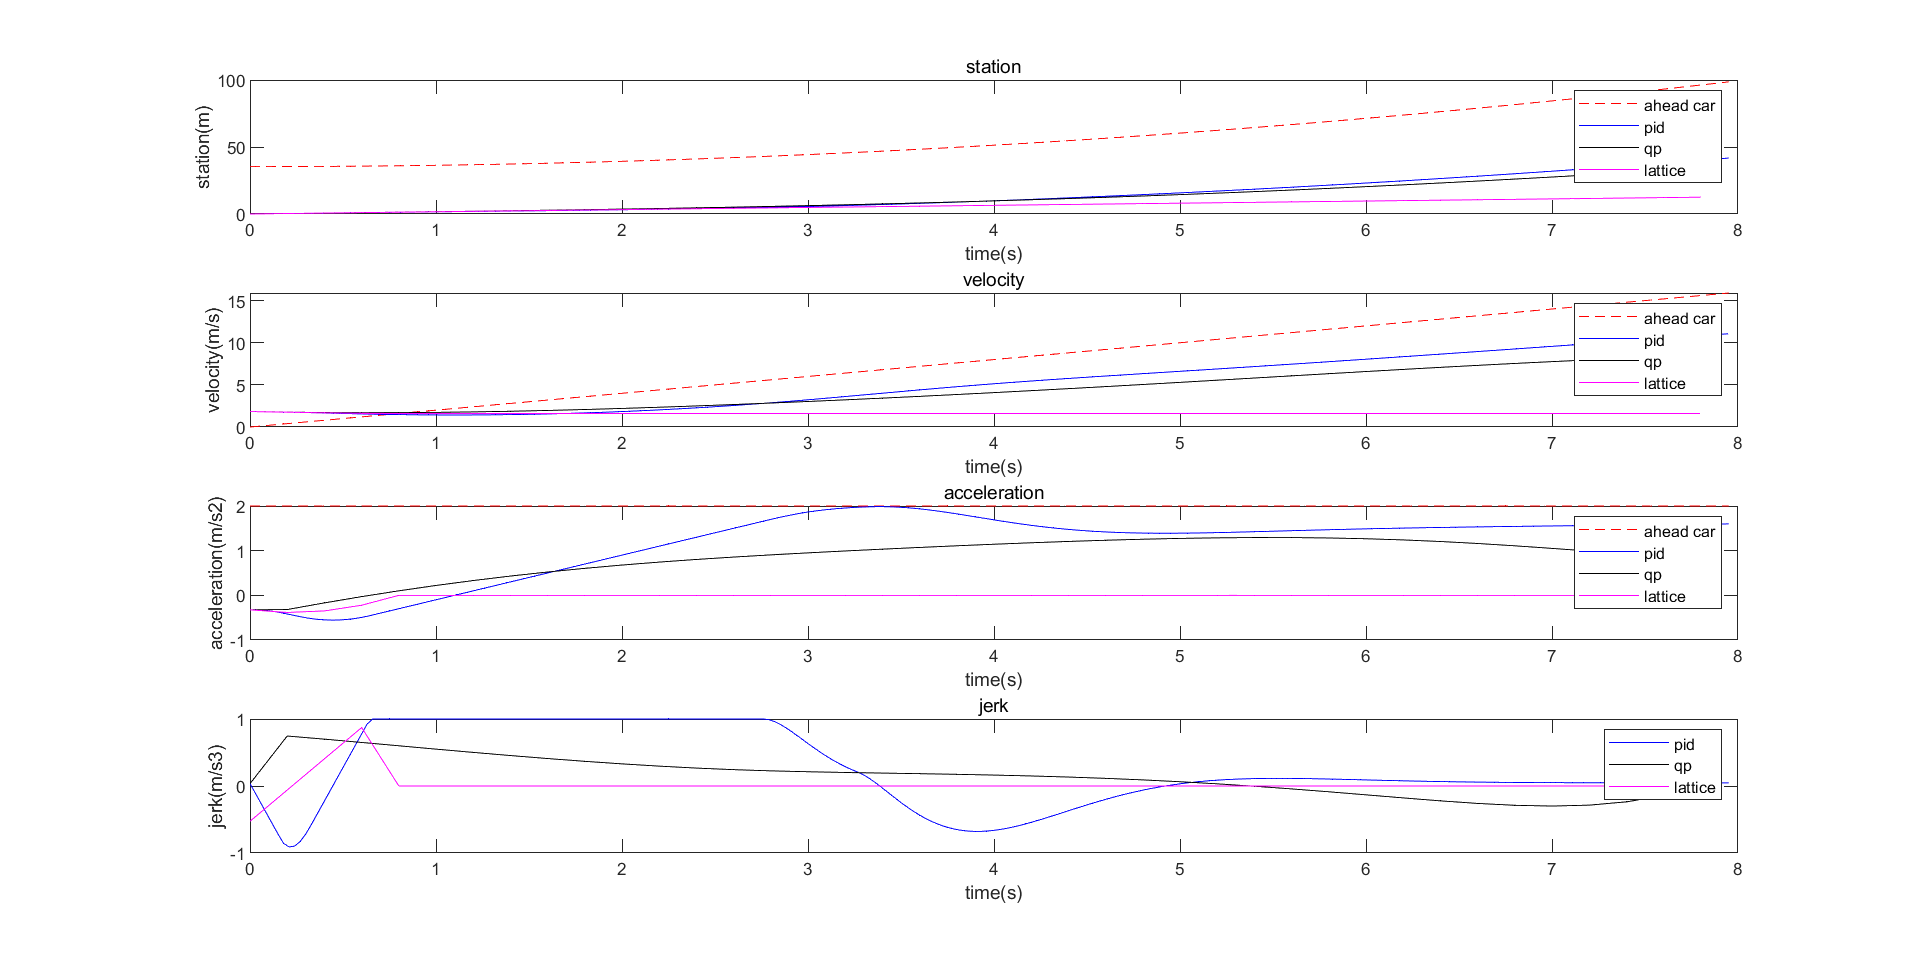 station
station(m)
100
50
0
ahead car
pid
qp
lattice
0 1 2 3 4 5 6 7 8
time(s)
velocity
velocity(m/s)
15
10
5
0
ahead car
pid
qp
lattice
0 1 2 3 4 5 6 7 8
time(s)
acceleration
acceleration(m/s2)
2
1
0
-1
ahead car
pid
qp
lattice
0 1 2 3 4 5 6 7 8
time(s)
jerk
jerk(m/s3)
1
0
-1
pid
qp
lattice
0 1 2 3 4 5 6 7 8
time(s)